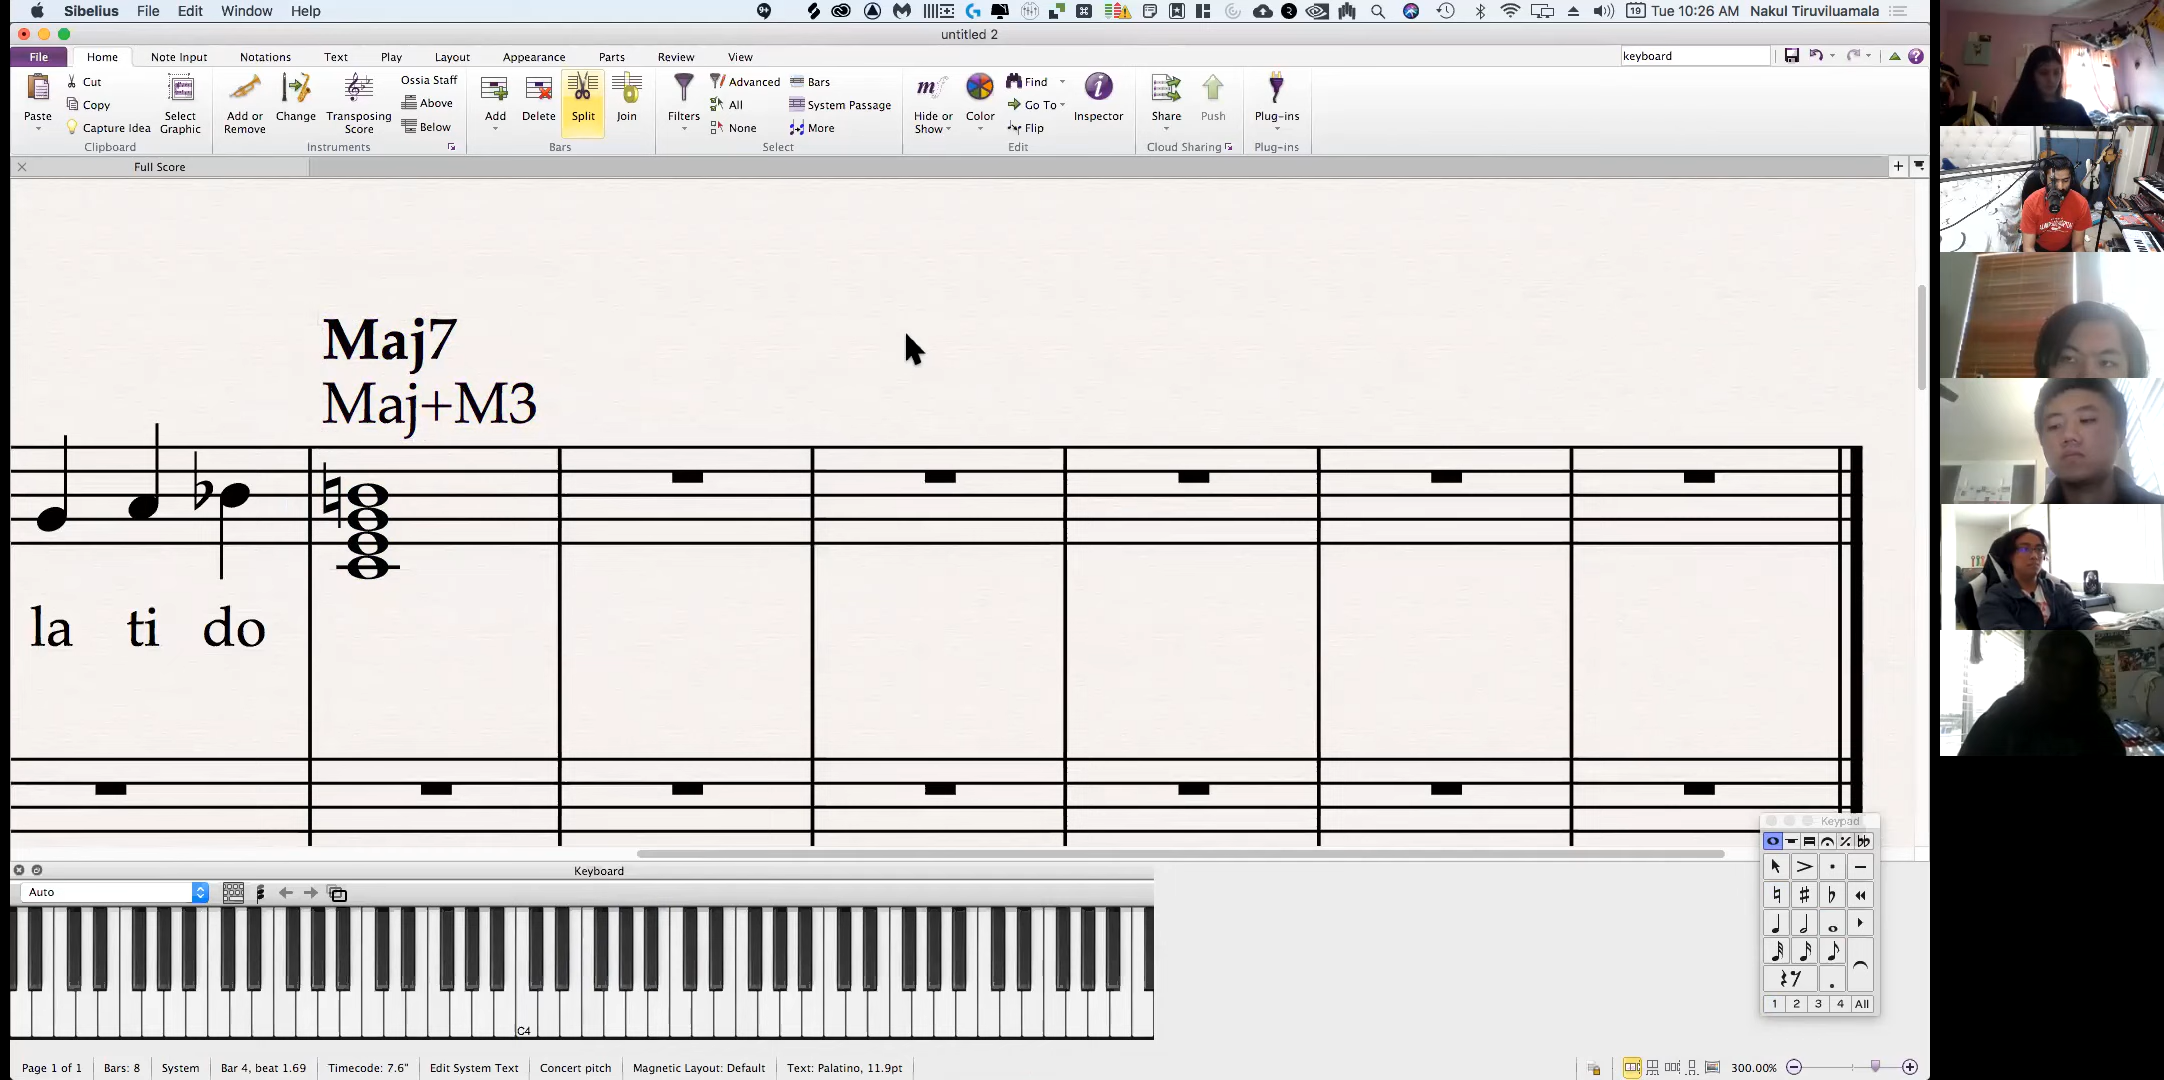 Sibelius File Edit Window Help
Tue 10:26 AM Nakul Tiruviluamala
untitled 2
File Home Note Input Notations Text Play Layout Appearance Parts Review View keyboard
Paste Cut Copy Capture Idea Select Graphic Clipboard
Add or Remove Change Transposing Score Ossia Staff Above Below Instruments
Add Delete Split Join Bars
Filters Advanced All None Bars System Passage More Select
Hide or Show Color Find Go To Flip Inspector Edit
Share Push Cloud Sharing
Plug-ins Plug-ins
Full Score
Maj7
Maj+M3
la ti do
Keypad
1 2 3 4 All
Keyboard
Auto
C4
Page 1 of 1 Bars: 8 System Bar 4, beat 1.69 Timecode: 7.6" Edit System Text Concert pitch Magnetic Layout: Default Text: Palatino, 11.9pt 300.00%